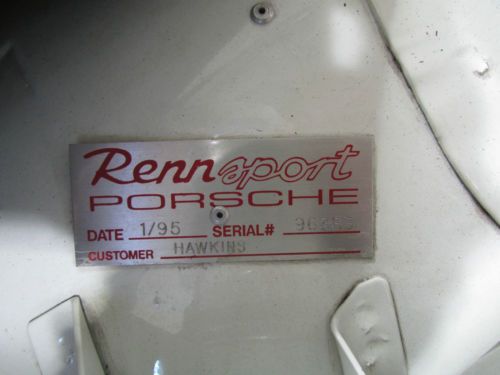 Rennsport
PORSCHE
DATE 1/95 SERIAL#
CUSTOMER HAWKINS